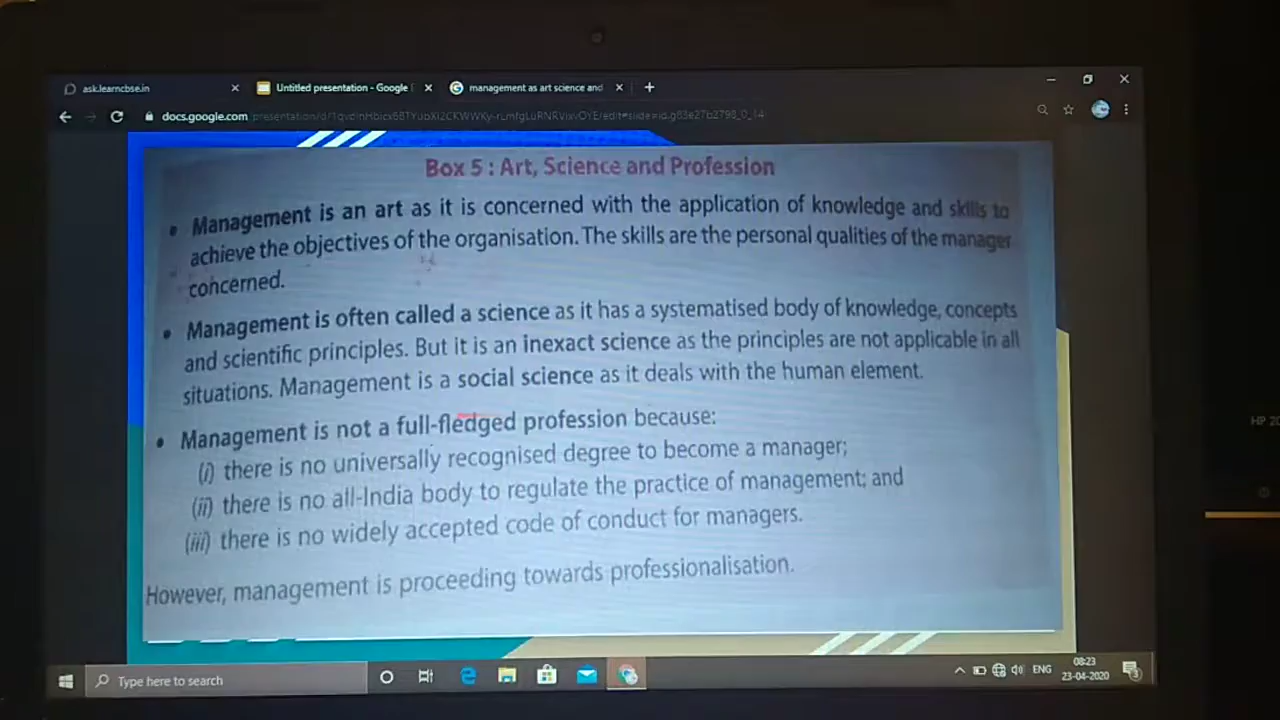 ask.learncbse.in
Untitled presentation - Google
management as art science and
docs.google.com
Box 5 : Art, Science and Profession
• Management is an art as it is concerned with the application of knowledge and skills to
achieve the objectives of the organisation. The skills are the personal qualities of the manager
concerned.
• Management is often called a science as it has a systematised body of knowledge, concepts
and scientific principles. But it is an inexact science as the principles are not applicable in all
situations. Management is a social science as it deals with the human element.
• Management is not a full-fledged profession because:
(i) there is no universally recognised degree to become a manager;
(ii) there is no all-India body to regulate the practice of management; and
(iii) there is no widely accepted code of conduct for managers.
However, management is proceeding towards professionalisation.
Type here to search
ENG
08:23
23-04-2020
3
HP